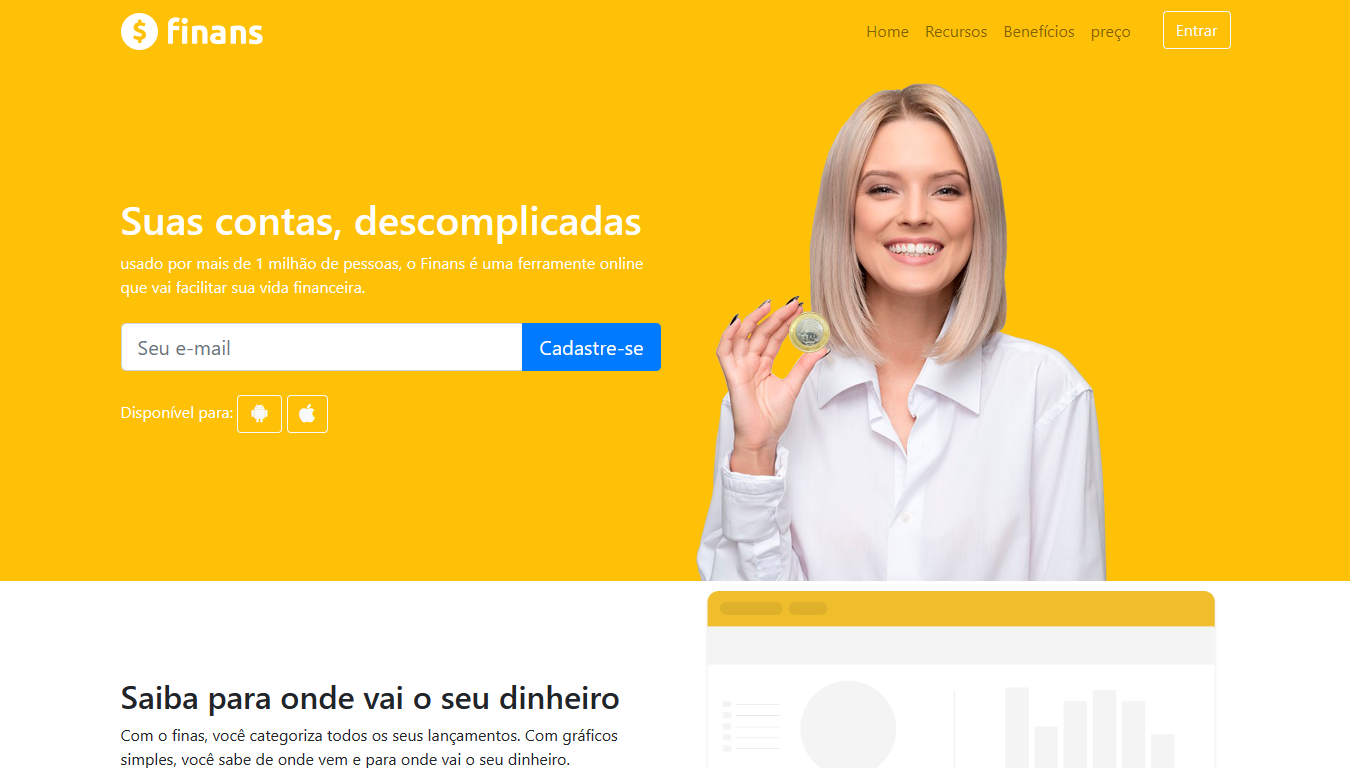 finans
Home Recursos Benefícios preço Entrar
Suas contas, descomplicadas
usado por mais de 1 milhão de pessoas, o Finans é uma ferramente online
que vai facilitar sua vida financeira.
Seu e-mail Cadastre-se
Disponível para:
Saiba para onde vai o seu dinheiro
Com o finas, você categoriza todos os seus lançamentos. Com gráficos
simples, você sabe de onde vem e para onde vai o seu dinheiro.